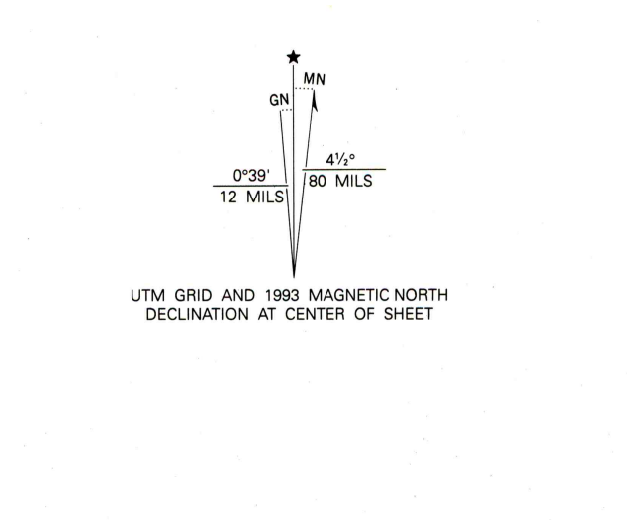 MN
GN
4½°
80 MILS
0°39'
12 MILS
UTM GRID AND 1993 MAGNETIC NORTH
DECLINATION AT CENTER OF SHEET